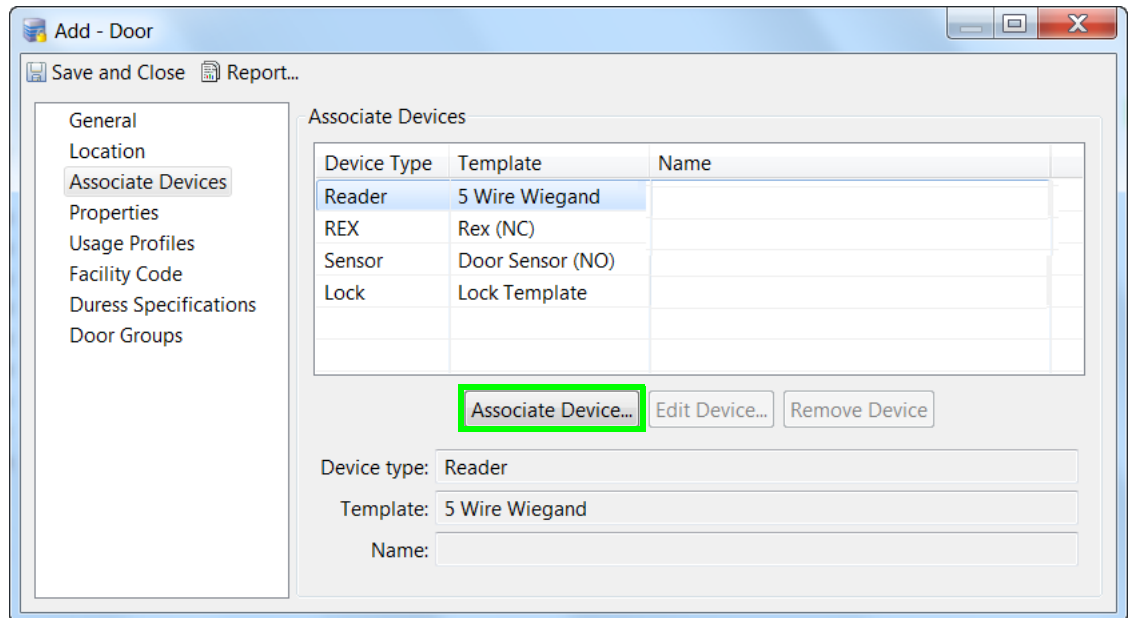 Add - Door
Save and Close Report...
General
Location
Associate Devices
Properties
Usage Profiles
Facility Code
Duress Specifications
Door Groups
Associate Devices
Device Type Template Name
Reader 5 Wire Wiegand
REX Rex (NC)
Sensor Door Sensor (NO)
Lock Lock Template
Associate Device... Edit Device... Remove Device
Device type: Reader
Template: 5 Wire Wiegand
Name: